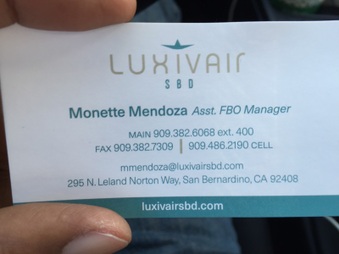 LUXIVAIR
SBD
Monette Mendoza Asst. FBO Manager
MAIN 909.382.6068 ext. 400
FAX 909.382.7309 | 909.486.2190 CELL
mmendoza@luxivairsbd.com
295 N. Leland Norton Way, San Bernardino, CA 92408
luxivairsbd.com